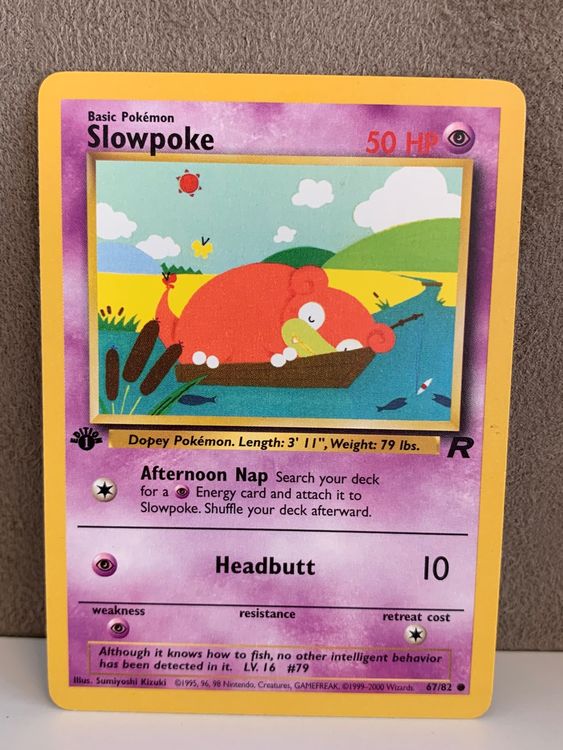 Basic Pokémon
Slowpoke
50 HP
Dopey Pokémon. Length: 3' 11", Weight: 79 lbs.
EDITION
1
R
Afternoon Nap Search your deck
for a Energy card and attach it to
Slowpoke. Shuffle your deck afterward.
Headbutt 10
weakness resistance retreat cost
Although it knows how to fish, no other intelligent behavior
has been detected in it. LV. 16 #79
Illus. Sumiyoshi Kizuki ©1995, 96, 98 Nintendo, Creatures, GAMEFREAK. ©1999-2000 Wizards. 67/82